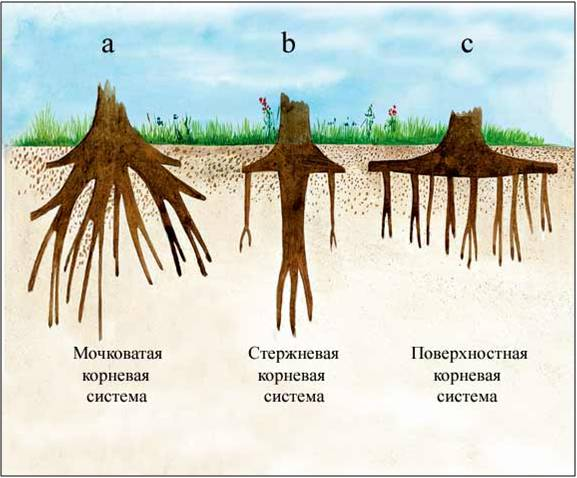 a b c
Мочковатая
корневая
система
Стержневая
корневая
система
Поверхностная
корневая
система